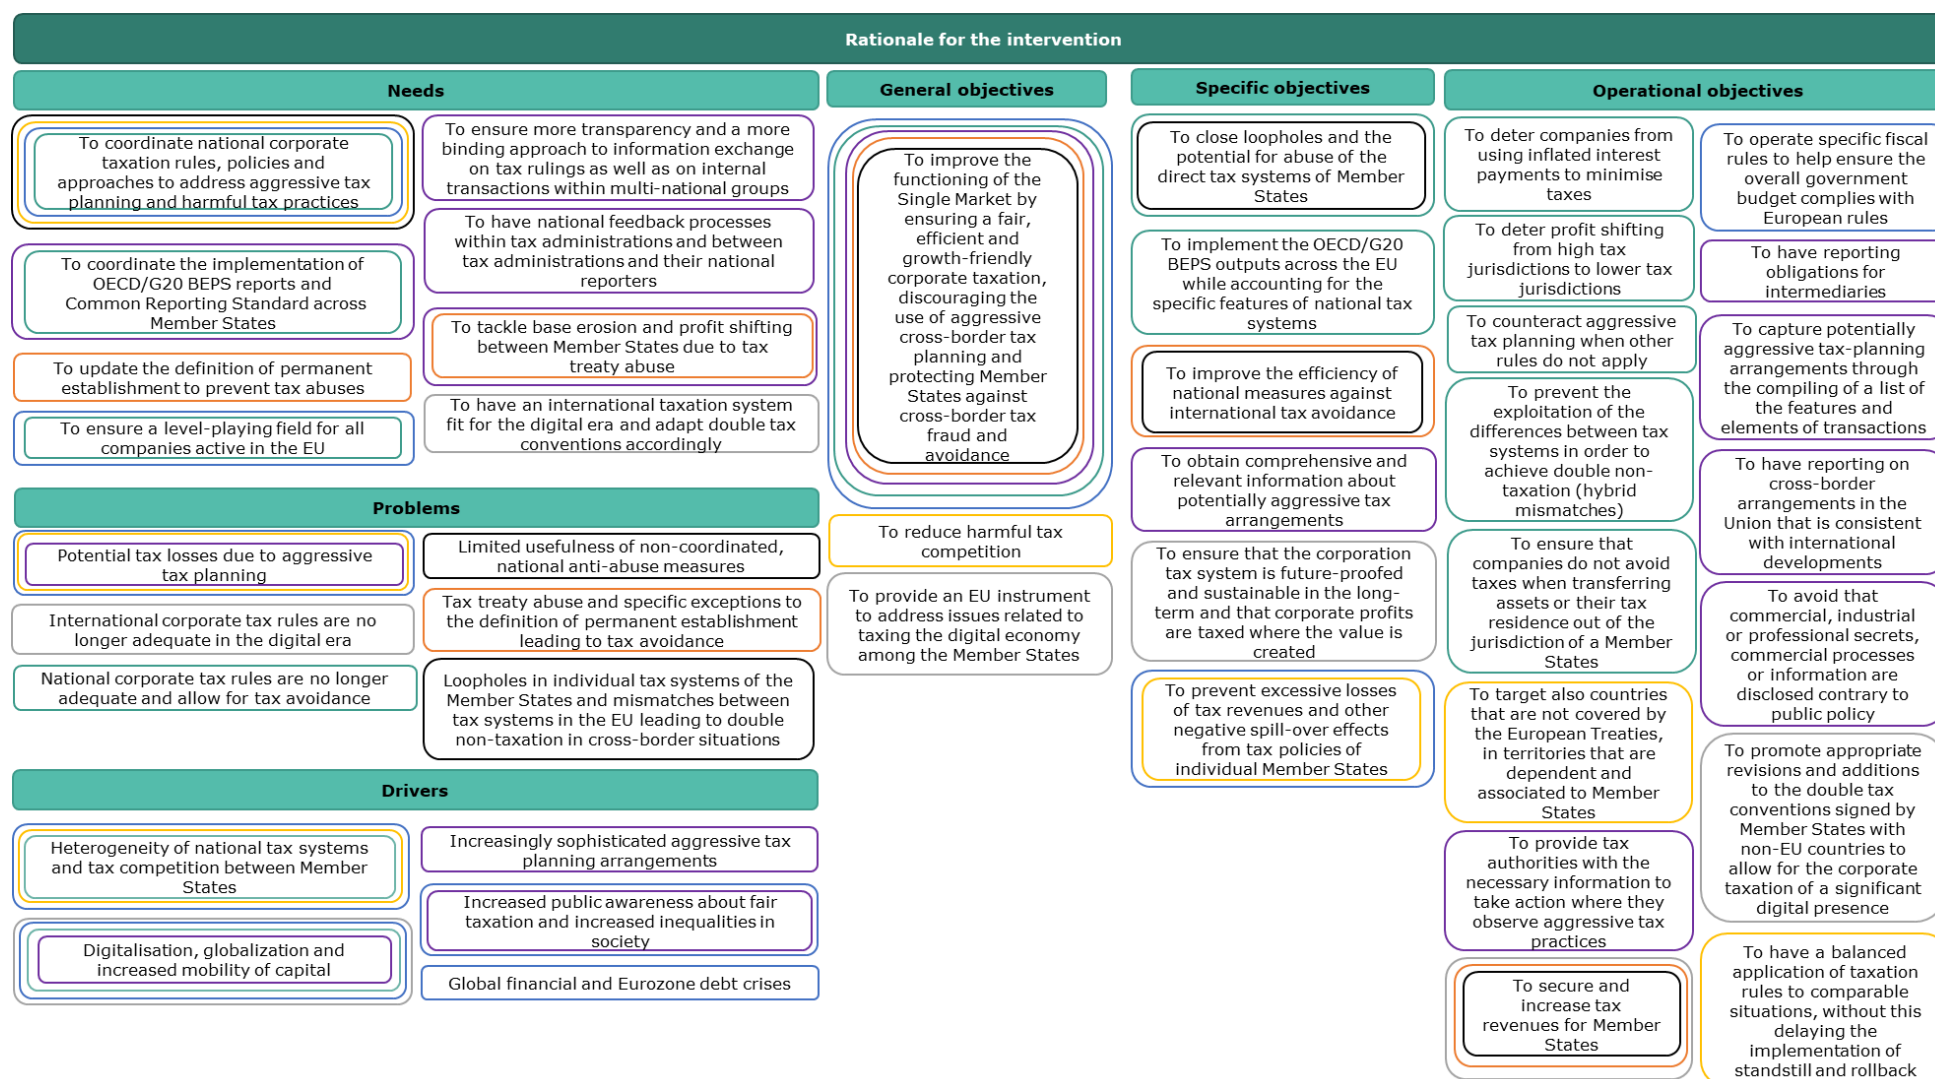 Rationale for the intervention
Needs
To coordinate national corporate
taxation rules, policies and
approaches to address aggressive tax
planning and harmful tax practices
To coordinate the implementation of
OECD/G20 BEPS reports and
Common Reporting Standard across
Member States
To update the definition of permanent
establishment to prevent tax abuses
To ensure a level-playing field for all
companies active in the EU
To ensure more transparency and a more
binding approach to information exchange
on tax rulings as well as on internal
transactions within multi-national groups
To have national feedback processes
within tax administrations and between
tax administrations and their national
reporters
To tackle base erosion and profit shifting
between Member States due to tax
treaty abuse
To have an international taxation system
fit for the digital era and adapt double tax
conventions accordingly
Problems
Potential tax losses due to aggressive
tax planning
International corporate tax rules are no
longer adequate in the digital era
National corporate tax rules are no longer
adequate and allow for tax avoidance
Limited usefulness of non-coordinated,
national anti-abuse measures
Tax treaty abuse and specific exceptions to
the definition of permanent establishment
leading to tax avoidance
Loopholes in individual tax systems of the
Member States and mismatches between
tax systems in the EU leading to double
non-taxation in cross-border situations
Drivers
Heterogeneity of national tax systems
and tax competition between Member
States
Digitalisation, globalization and
increased mobility of capital
Increasingly sophisticated aggressive tax
planning arrangements
Increased public awareness about fair
taxation and increased inequalities in
society
Global financial and Eurozone debt crises
General objectives
To improve the
functioning of the
Single Market by
ensuring a fair,
efficient and
growth-friendly
corporate taxation,
discouraging the
use of aggressive
cross-border tax
planning and
protecting Member
States against
cross-border tax
fraud and
avoidance
To reduce harmful tax
competition
To provide an EU instrument
to address issues related to
taxing the digital economy
among the Member States
Specific objectives
To close loopholes and the
potential for abuse of the
direct tax systems of Member
States
To implement the OECD/G20
BEPS outputs across the EU
while accounting for the
specific features of national tax
systems
To improve the efficiency of
national measures against
international tax avoidance
To obtain comprehensive and
relevant information about
potentially aggressive tax
arrangements
To ensure that the corporation
tax system is future-proofed
and sustainable in the long-
term and that corporate profits
are taxed where the value is
created
To prevent excessive losses
of tax revenues and other
negative spill-over effects
from tax policies of
individual Member States
Operational objectives
To deter companies from
using inflated interest
payments to minimise
taxes
To deter profit shifting
from high tax
jurisdictions to lower tax
jurisdictions
To counteract aggressive
tax planning when other
rules do not apply
To prevent the
exploitation of the
differences between tax
systems in order to
achieve double non-
taxation (hybrid
mismatches)
To ensure that
companies do not avoid
taxes when transferring
assets or their tax
residence out of the
jurisdiction of a Member
States
To target also countries
that are not covered by
the European Treaties,
in territories that are
dependent and
associated to Member
States
To provide tax
authorities with the
necessary information to
take action where they
observe aggressive tax
practices
To secure and
increase tax
revenues for Member
States
To operate specific fiscal
rules to help ensure the
overall government
budget complies with
European rules
To have reporting
obligations for
intermediaries
To capture potentially
aggressive tax-planning
arrangements through
the compiling of a list of
the features and
elements of transactions
To have reporting on
cross-border
arrangements in the
Union that is consistent
with international
developments
To avoid that
commercial, industrial
or professional secrets,
commercial processes
or information are
disclosed contrary to
public policy
To promote appropriate
revisions and additions
to the double tax
conventions signed by
Member States with
non-EU countries to
allow for the corporate
taxation of a significant
digital presence
To have a balanced
application of taxation
rules to comparable
situations, without this
delaying the
implementation of
standstill and rollback